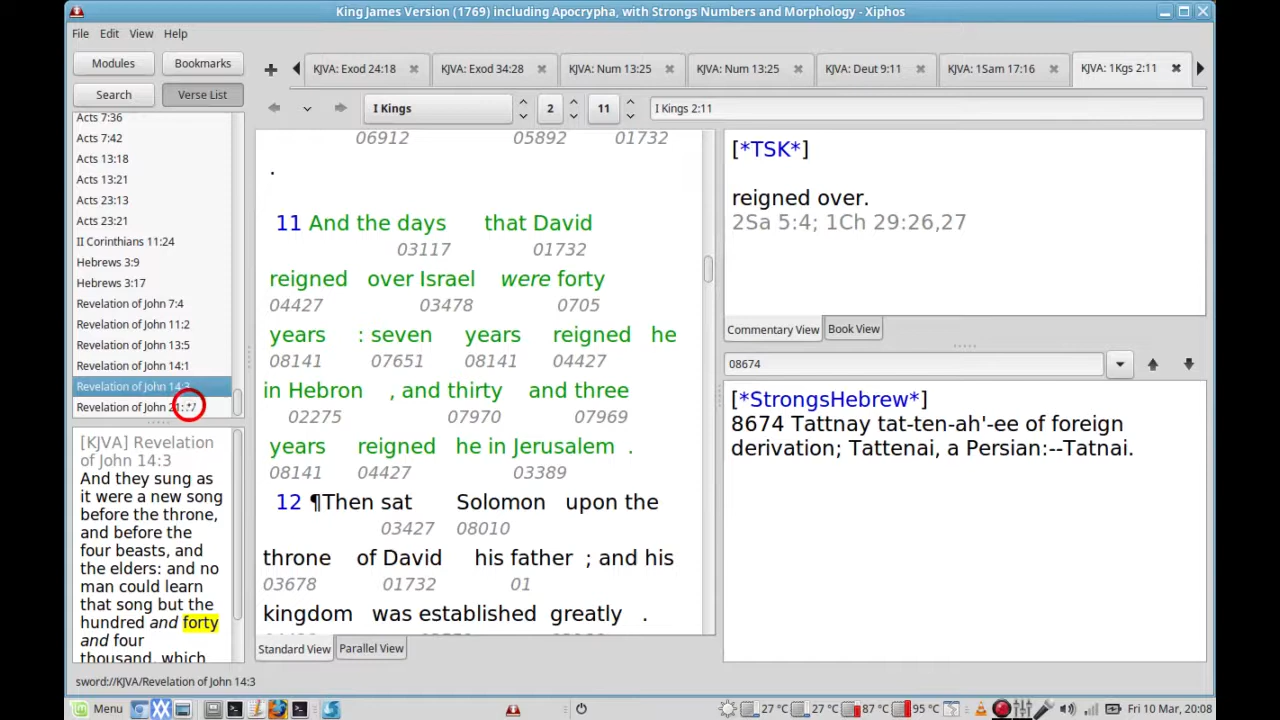 King James Version (1769) including Apocrypha, with Strongs Numbers and Morphology - Xiphos
File Edit View Help
Modules Bookmarks
Search Verse List
KJVA: Exod 24:18 KJVA: Exod 34:28 KJVA: Num 13:25 KJVA: Num 13:25 KJVA: Deut 9:11 KJVA: 1Sam 17:16 KJVA: 1Kgs 2:11
I Kings 2 11 I Kings 2:11
Acts 7:36
Acts 7:42
Acts 13:18
Acts 13:21
Acts 23:13
Acts 23:21
II Corinthians 11:24
Hebrews 3:9
Hebrews 3:17
Revelation of John 7:4
Revelation of John 11:2
Revelation of John 13:5
Revelation of John 14:1
Revelation of John 14:3
Revelation of John
[KJVA] Revelation
of John 14:3
And they sung as
it were a new song
before the throne,
and before the
four beasts, and
the elders: and no
man could learn
that song but the
hundred and forty
and four
thousand, which
06912 05892 01732
.
11 And the days that David
03117 01732
reigned over Israel were forty
04427 03478 0705
years : seven years reigned he
08141 07651 08141 04427
in Hebron , and thirty and three
02275 07970 07969
years reigned he in Jerusalem .
08141 04427 03389
12 ¶Then sat Solomon upon the
03427 08010
throne of David his father ; and his
03678 01732 01
kingdom was established greatly .
Standard View Parallel View
[*TSK*]
reigned over.
2Sa 5:4; 1Ch 29:26,27
Commentary View Book View
08674
[*StrongsHebrew*]
8674 Tattnay tat-ten-ah'-ee of foreign
derivation; Tattenai, a Persian:--Tatnai.
sword://KJVA/Revelation of John 14:3
Menu 27 °C 27 °C 87 °C 95 °C Fri 10 Mar, 20:08